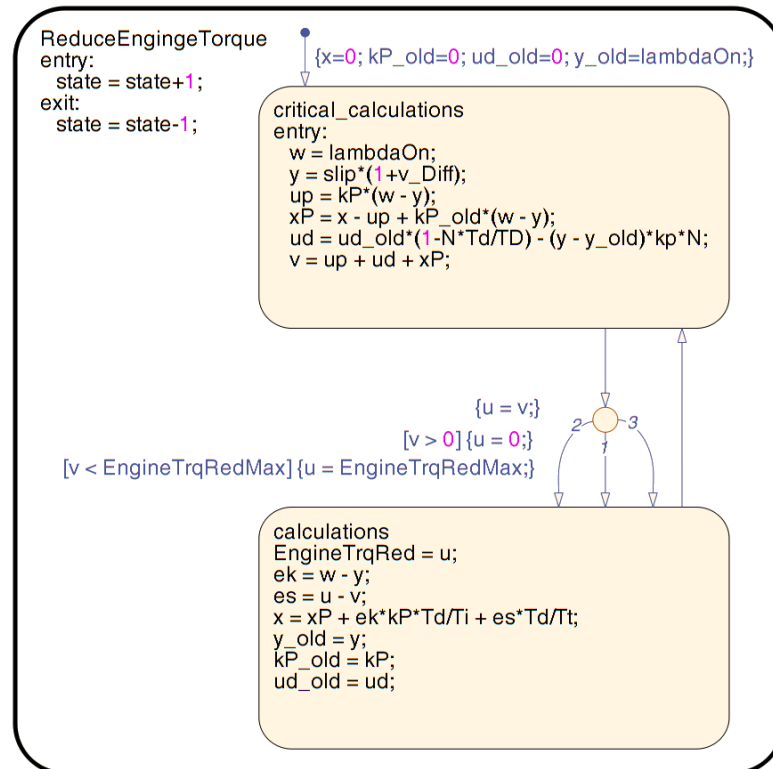 ReduceEngingeTorque
entry:
state = state+1;
exit:
state = state-1;
{x=0; kP_old=0; ud_old=0; y_old=lambdaOn;}
critical_calculations
entry:
w = lambdaOn;
y = slip*(1+v_Diff);
up = kP*(w - y);
xP = x - up + kP_old*(w - y);
ud = ud_old*(1-N*Td/TD) - (y - y_old)*kp*N;
v = up + ud + xP;
{u = v;}
2
3
[v > 0] {u = 0;}
1
[v < EngineTrqRedMax] {u = EngineTrqRedMax;}
calculations
EngineTrqRed = u;
ek = w - y;
es = u - v;
x = xP + ek*kP*Td/Ti + es*Td/Tt;
y_old = y;
kP_old = kP;
ud_old = ud;